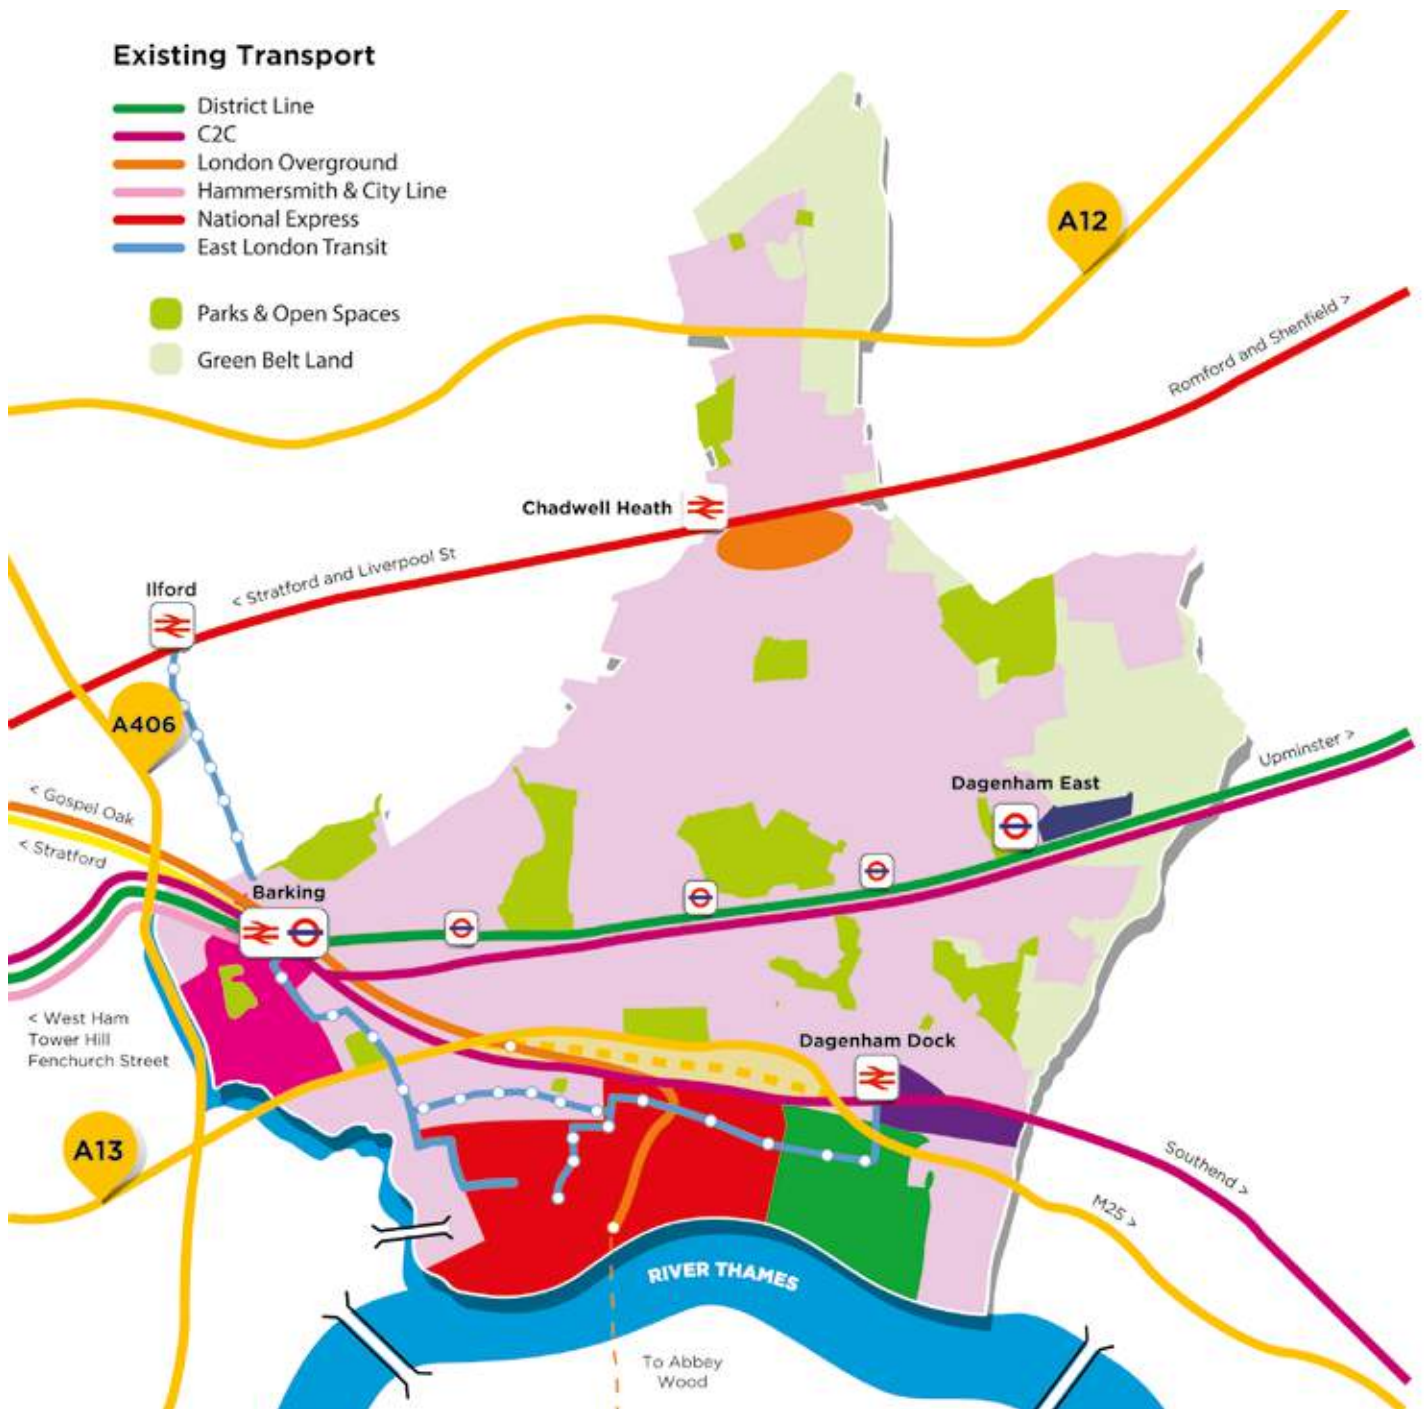 Existing Transport
District Line
C2C
London Overground
Hammersmith & City Line
National Express
East London Transit
Parks & Open Spaces
Green Belt Land
A12
Romford and Shenfield >
Chadwell Heath
< Stratford and Liverpool St
Ilford
A406
Upminster >
Dagenham East
< Gospel Oak
< Stratford
Barking
< West Ham
Tower Hill
Fenchurch Street
Dagenham Dock
A13
Southend >
M25 >
RIVER THAMES
To Abbey
Wood